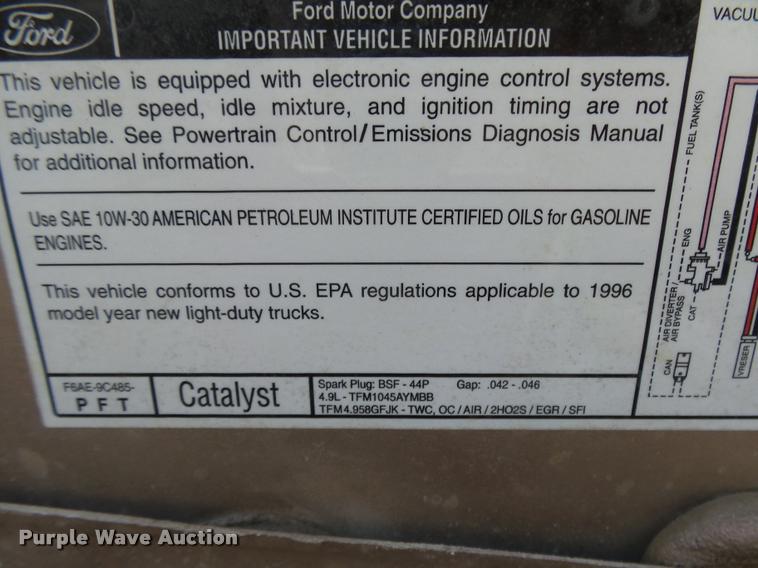 Ford
Ford Motor Company
IMPORTANT VEHICLE INFORMATION
This vehicle is equipped with electronic engine control systems.
Engine idle speed, idle mixture, and ignition timing are not
adjustable. See Powertrain Control/Emissions Diagnosis Manual
for additional information.
Use SAE 10W-30 AMERICAN PETROLEUM INSTITUTE CERTIFIED OILS for GASOLINE
ENGINES.
This vehicle conforms to U.S. EPA regulations applicable to 1996
model year new light-duty trucks.
F6AE-9C485-
PFT
Catalyst
Spark Plug: BSF - 44P Gap: .042 - .046
4.9L - TFM1045AYMBB
TFM4.958GFJK - TWC, OC / AIR / 2HO2S / EGR / SFI
FUEL TANK(S)
ENG
AIR PUMP
AIR DIVERTER /
AIR BYPASS
CAT
CAN
VRESER
Purple Wave Auction